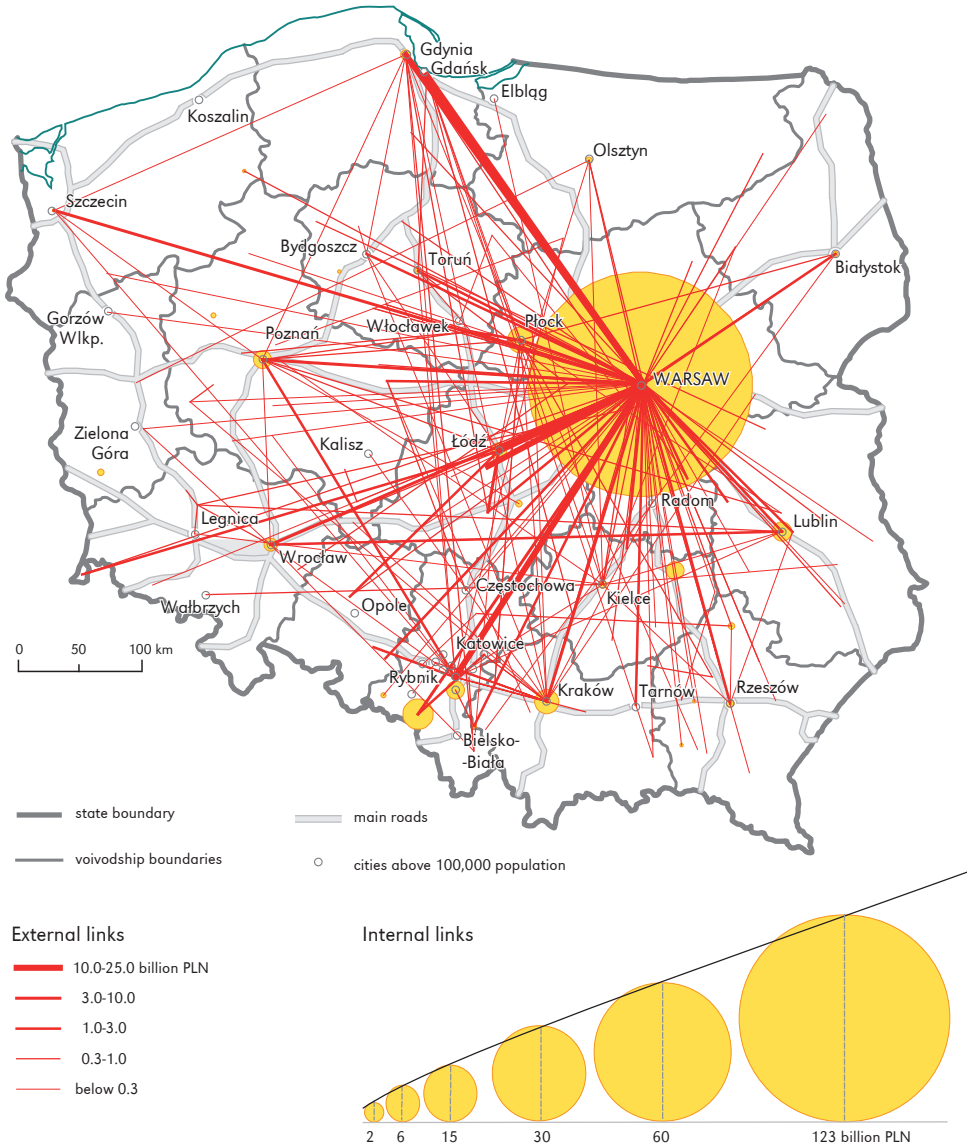 Gdynia
Gdańsk
Elbląg
Koszalin
Olsztyn
Szczecin
Bydgoszcz
Toruń
Białystok
Gorzów
Wlkp.
Poznań
Włocławek
Płock
WARSAW
Zielona
Góra
Kalisz
Łódź
Radom
Legnica
Lublin
Wrocław
Częstochowa
Wałbrzych
Opole
Kielce
0 50 100 km
Katowice
Rybnik
Kraków
Tarnów
Rzeszów
Bielsko-
-Biała
state boundary
main roads
voivodship boundaries
cities above 100,000 population
External links
Internal links
10.0-25.0 billion PLN
3.0-10.0
1.0-3.0
0.3-1.0
below 0.3
2 6 15 30 60 123 billion PLN